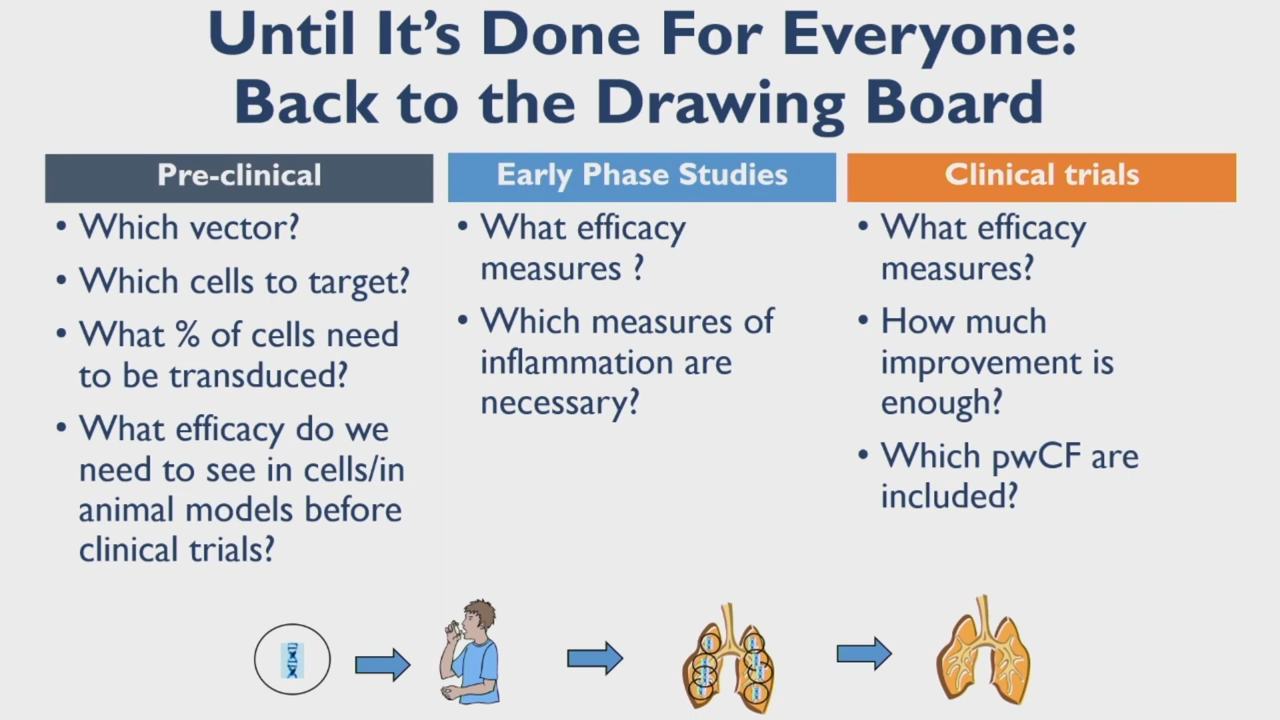 Until It's Done For Everyone:
Back to the Drawing Board
Pre-clinical
• Which vector?
• Which cells to target?
• What % of cells need
to be transduced?
• What efficacy do we
need to see in cells/in
animal models before
clinical trials?
Early Phase Studies
• What efficacy
measures ?
• Which measures of
inflammation are
necessary?
Clinical trials
• What efficacy
measures?
• How much
improvement is
enough?
• Which pwCF are
included?